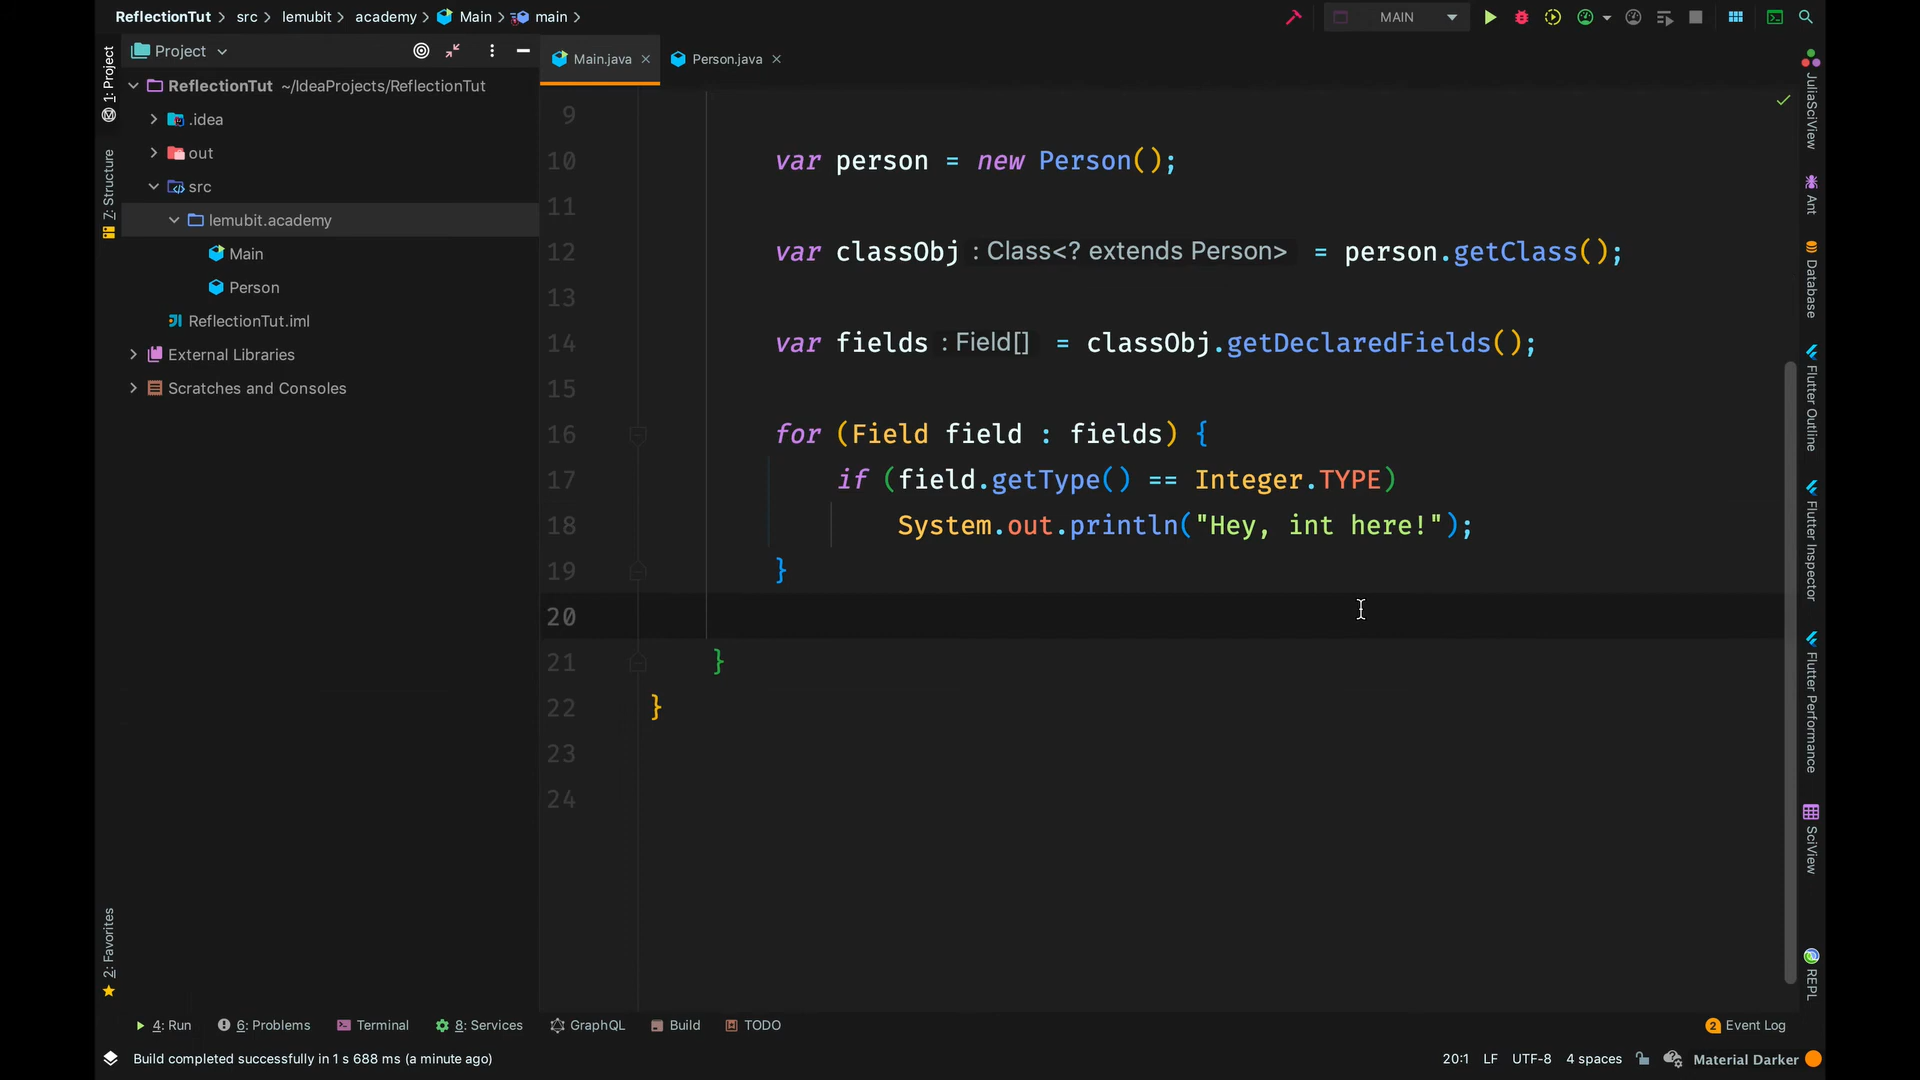 ReflectionTut > src > lemubit > academy > Main > main >
MAIN
1: Project
7: Structure
2: Favorites
Project
ReflectionTut ~/IdeaProjects/ReflectionTut
.idea
out
src
lemubit.academy
Main
Person
ReflectionTut.iml
External Libraries
Scratches and Consoles
Main.java
Person.java
9
10 var person = new Person();
11
12 var classObj : Class<? extends Person> = person.getClass();
13
14 var fields : Field[] = classObj.getDeclaredFields();
15
16 for (Field field : fields) {
17 if (field.getType() == Integer.TYPE)
18 System.out.println("Hey, int here!");
19 }
20
21 }
22 }
23
24
JuliaSciView
Ant
Database
Flutter Outline
Flutter Inspector
Flutter Performance
SciView
REPL
4: Run 6: Problems Terminal 8: Services GraphQL Build TODO 2 Event Log
Build completed successfully in 1 s 688 ms (a minute ago) 20:1 LF UTF-8 4 spaces Material Darker